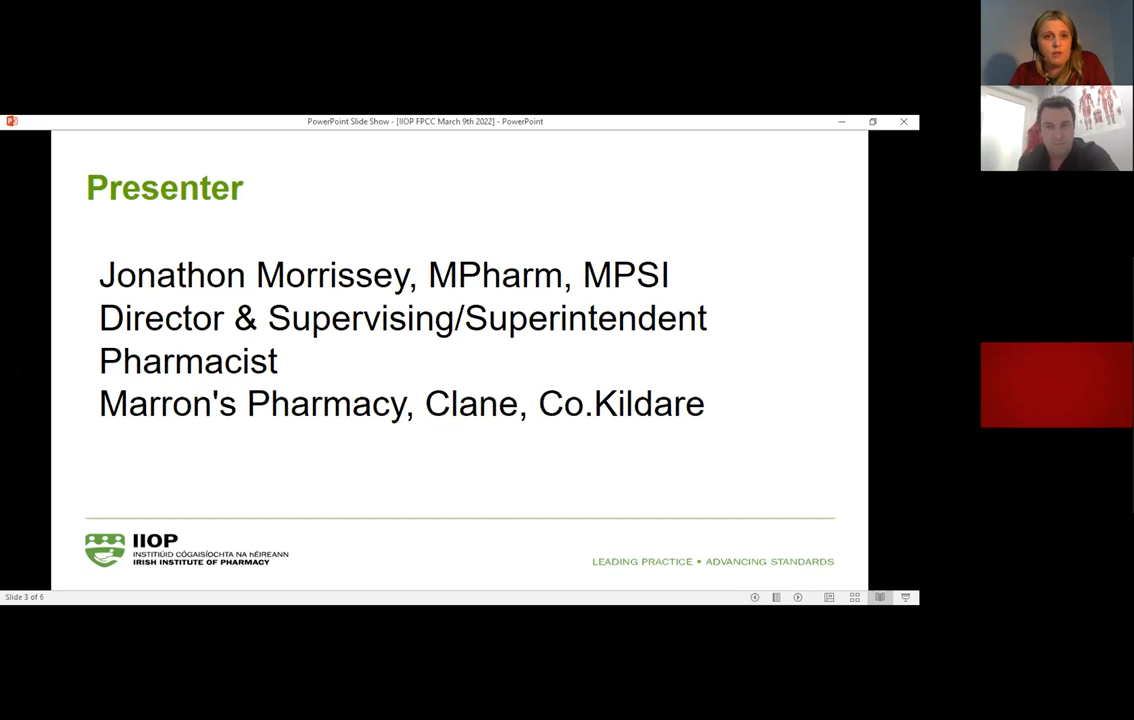 PowerPoint Slide Show - [IIOP FPCC March 9th 2022] - PowerPoint
Presenter
Jonathon Morrissey, MPharm, MPSI
Director & Supervising/Superintendent
Pharmacist
Marron's Pharmacy, Clane, Co.Kildare
IIOP
INSTITIÚID CÓGAISÍOCHTA NA hÉIREANN
IRISH INSTITUTE OF PHARMACY
LEADING PRACTICE • ADVANCING STANDARDS
Slide 3 of 6